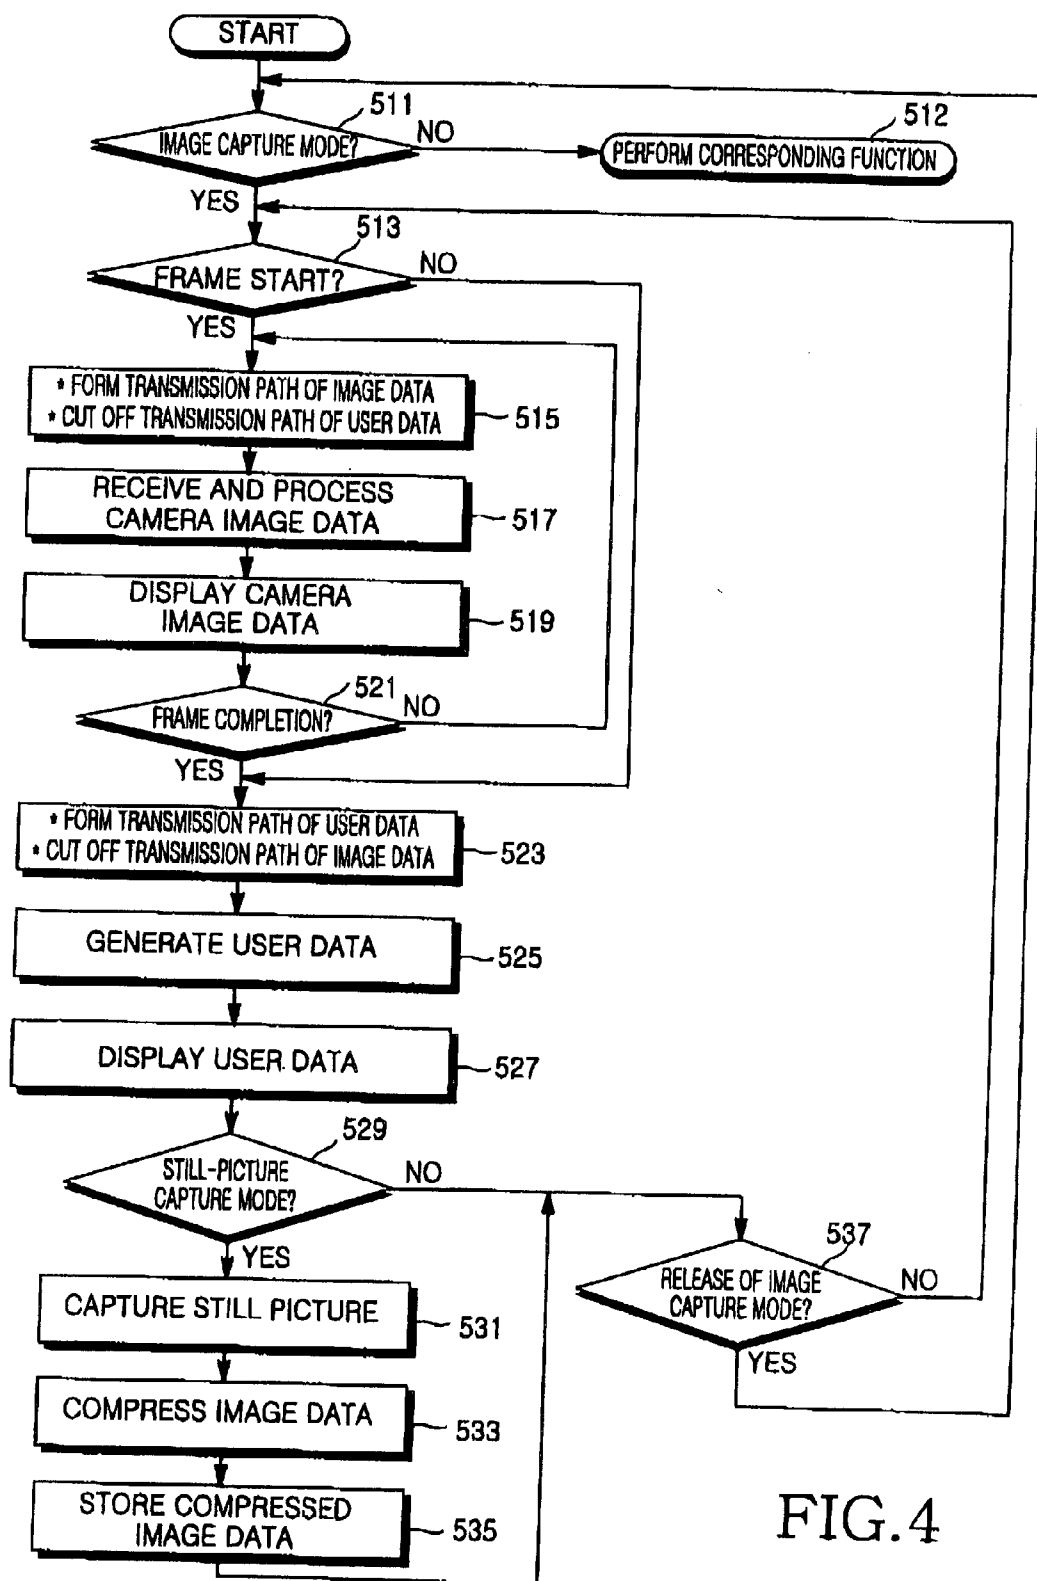 START
511
IMAGE CAPTURE MODE?
NO
512
PERFORM CORRESPONDING FUNCTION
YES
513
FRAME START?
NO
YES
* FORM TRANSMISSION PATH OF IMAGE DATA
* CUT OFF TRANSMISSION PATH OF USER DATA
515
RECEIVE AND PROCESS
CAMERA IMAGE DATA
517
DISPLAY CAMERA
IMAGE DATA
519
521
FRAME COMPLETION?
NO
YES
* FORM TRANSMISSION PATH OF USER DATA
* CUT OFF TRANSMISSION PATH OF IMAGE DATA
523
GENERATE USER DATA
525
DISPLAY USER DATA
527
529
STILL-PICTURE
CAPTURE MODE?
NO
YES
537
RELEASE OF IMAGE
CAPTURE MODE?
NO
YES
CAPTURE STILL PICTURE
531
COMPRESS IMAGE DATA
533
STORE COMPRESSED
IMAGE DATA
535
FIG.4